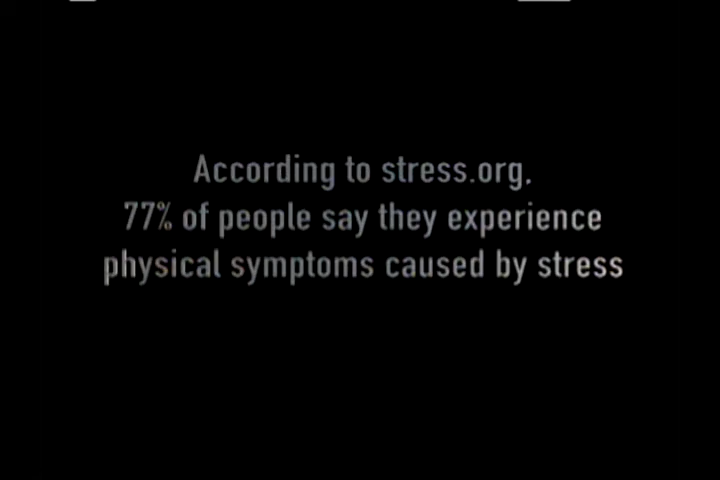 According to stress.org,
77% of people say they experience
physical symptoms caused by stress